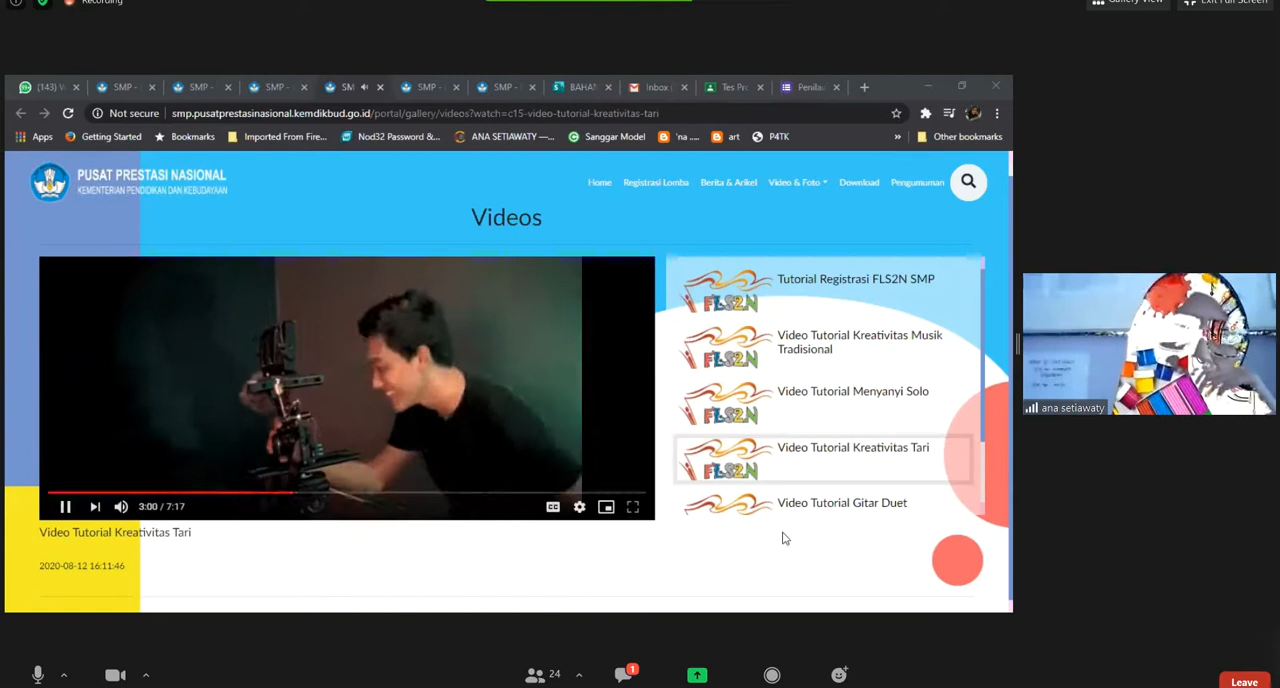 Recording
Gallery View
Exit Full Screen
(143)
SMP -
SMP -
SMP -
SM
SMP -
SMP -
BAHAN
Inbox
Tes Pro
Penilai
Not secure
smp.pusatprestasinasional.kemdikbud.go.id/portal/gallery/videos?watch=c15-video-tutorial-kreativitas-tari
Apps
Getting Started
Bookmarks
Imported From Fire...
Nod32 Password &...
ANA SETIAWATY —...
Sanggar Model
'na ....
art
P4TK
»
Other bookmarks
PUSAT PRESTASI NASIONAL
KEMENTERIAN PENDIDIKAN DAN KEBUDAYAAN
Home
Registrasi Lomba
Berita & Arikel
Video & Foto
Download
Pengumuman
Videos
FLS2N
Tutorial Registrasi FLS2N SMP
FLS2N
Video Tutorial Kreativitas Musik
Tradisional
FLS2N
Video Tutorial Menyanyi Solo
FLS2N
Video Tutorial Kreativitas Tari
Video Tutorial Gitar Duet
3:00 / 7:17
Video Tutorial Kreativitas Tari
2020-08-12 16:11:46
ana setiawaty
24
1
Leave